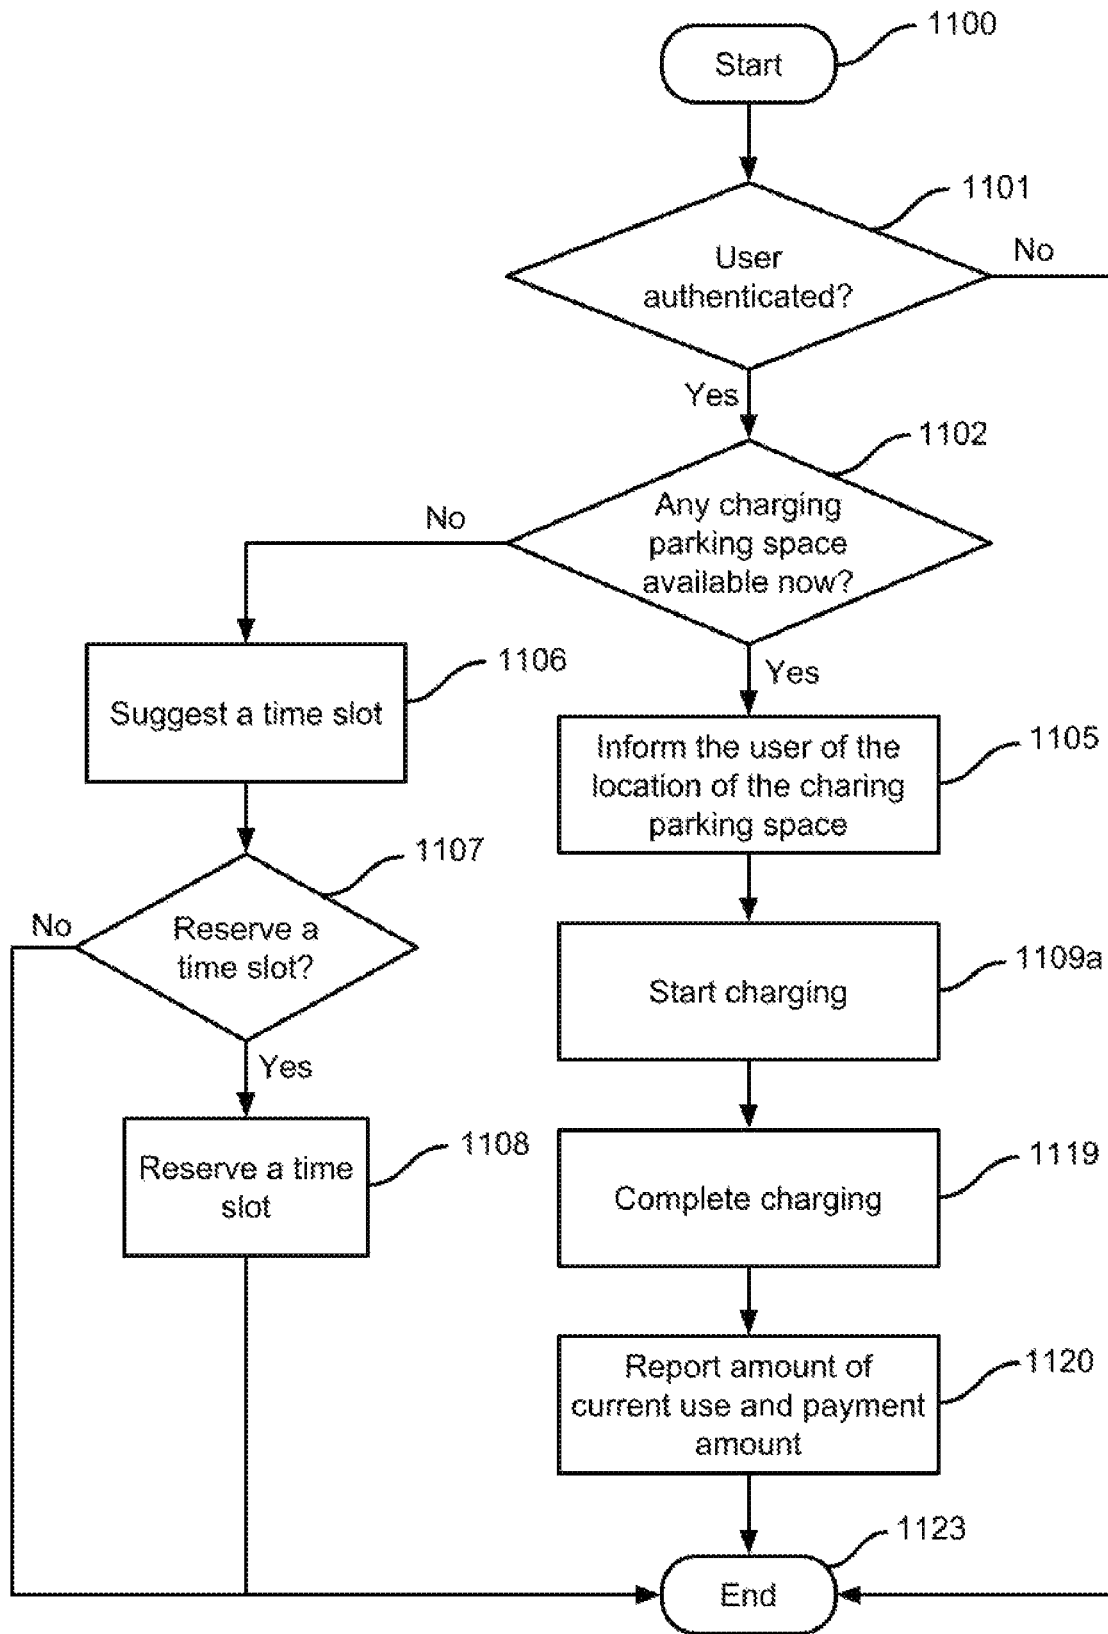 1100
Start
1101
User
authenticated?
No
Yes
1102
Any charging
parking space
available now?
No
Yes
1106
Suggest a time slot
1105
Inform the user of the
location of the charing
parking space
1107
Reserve a
time slot?
No
Yes
1109a
Start charging
1108
Reserve a time
slot
1119
Complete charging
1120
Report amount of
current use and payment
amount
1123
End